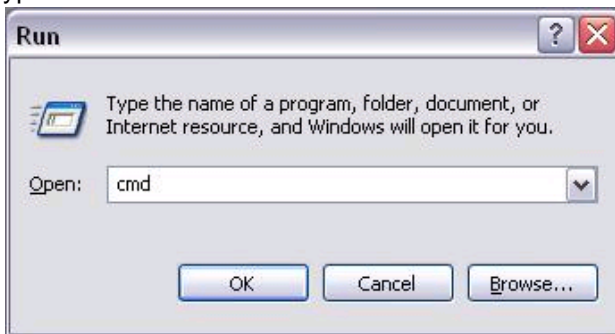 Run
Type the name of a program, folder, document, or
Internet resource, and Windows will open it for you.
Open: cmd
OK Cancel Browse...